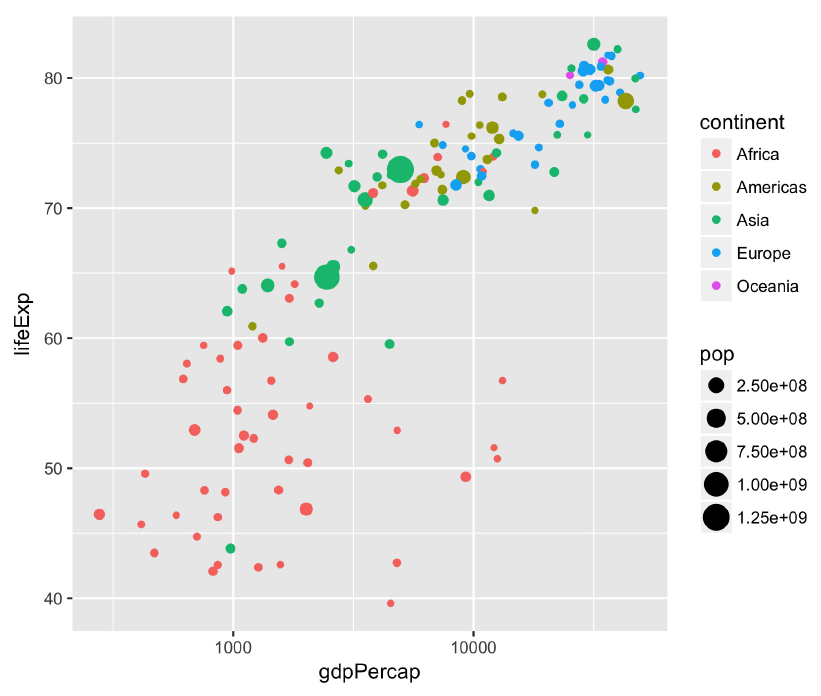 lifeExp
80
70
60
50
40
1000
10000
gdpPercap
continent
Africa
Americas
Asia
Europe
Oceania
pop
2.50e+08
5.00e+08
7.50e+08
1.00e+09
1.25e+09